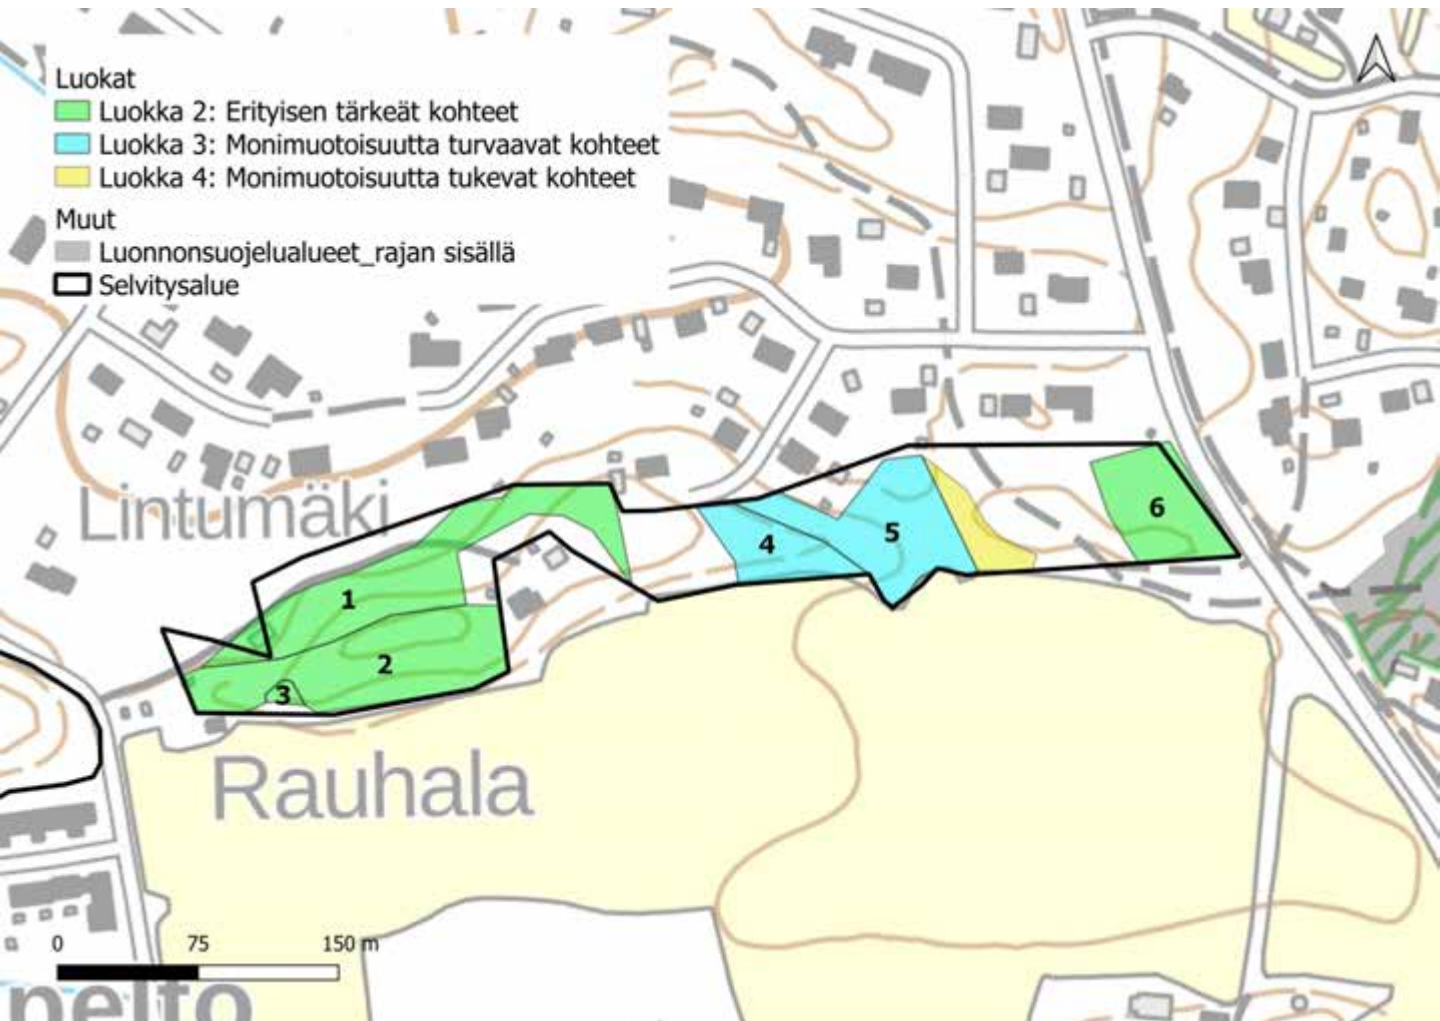 Luokat
Luokka 2: Erityisen tärkeät kohteet
Luokka 3: Monimuotoisuutta turvaavat kohteet
Luokka 4: Monimuotoisuutta tukevat kohteet
Muut
Luonnonsuojelualueet_rajan sisällä
Selvitysalue
Lintumäki
6
5
4
1
2
3
Rauhala
0 75 150 m
pelto